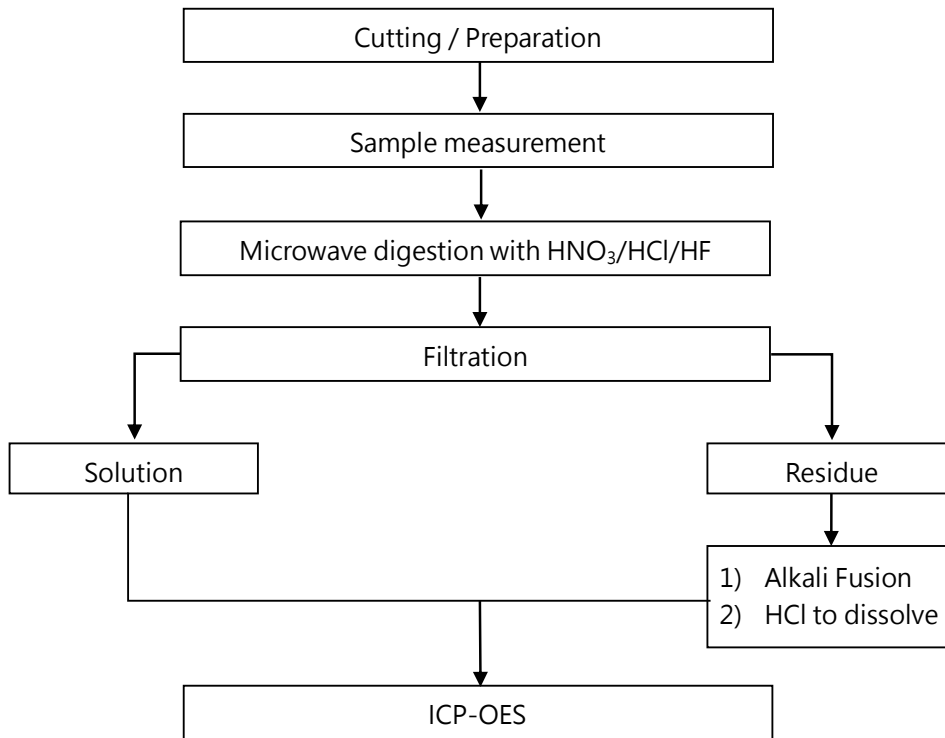 Cutting / Preparation
Sample measurement
Microwave digestion with HNO₃/HCl/HF
Filtration
Solution
Residue
1) Alkali Fusion
2) HCl to dissolve
ICP-OES